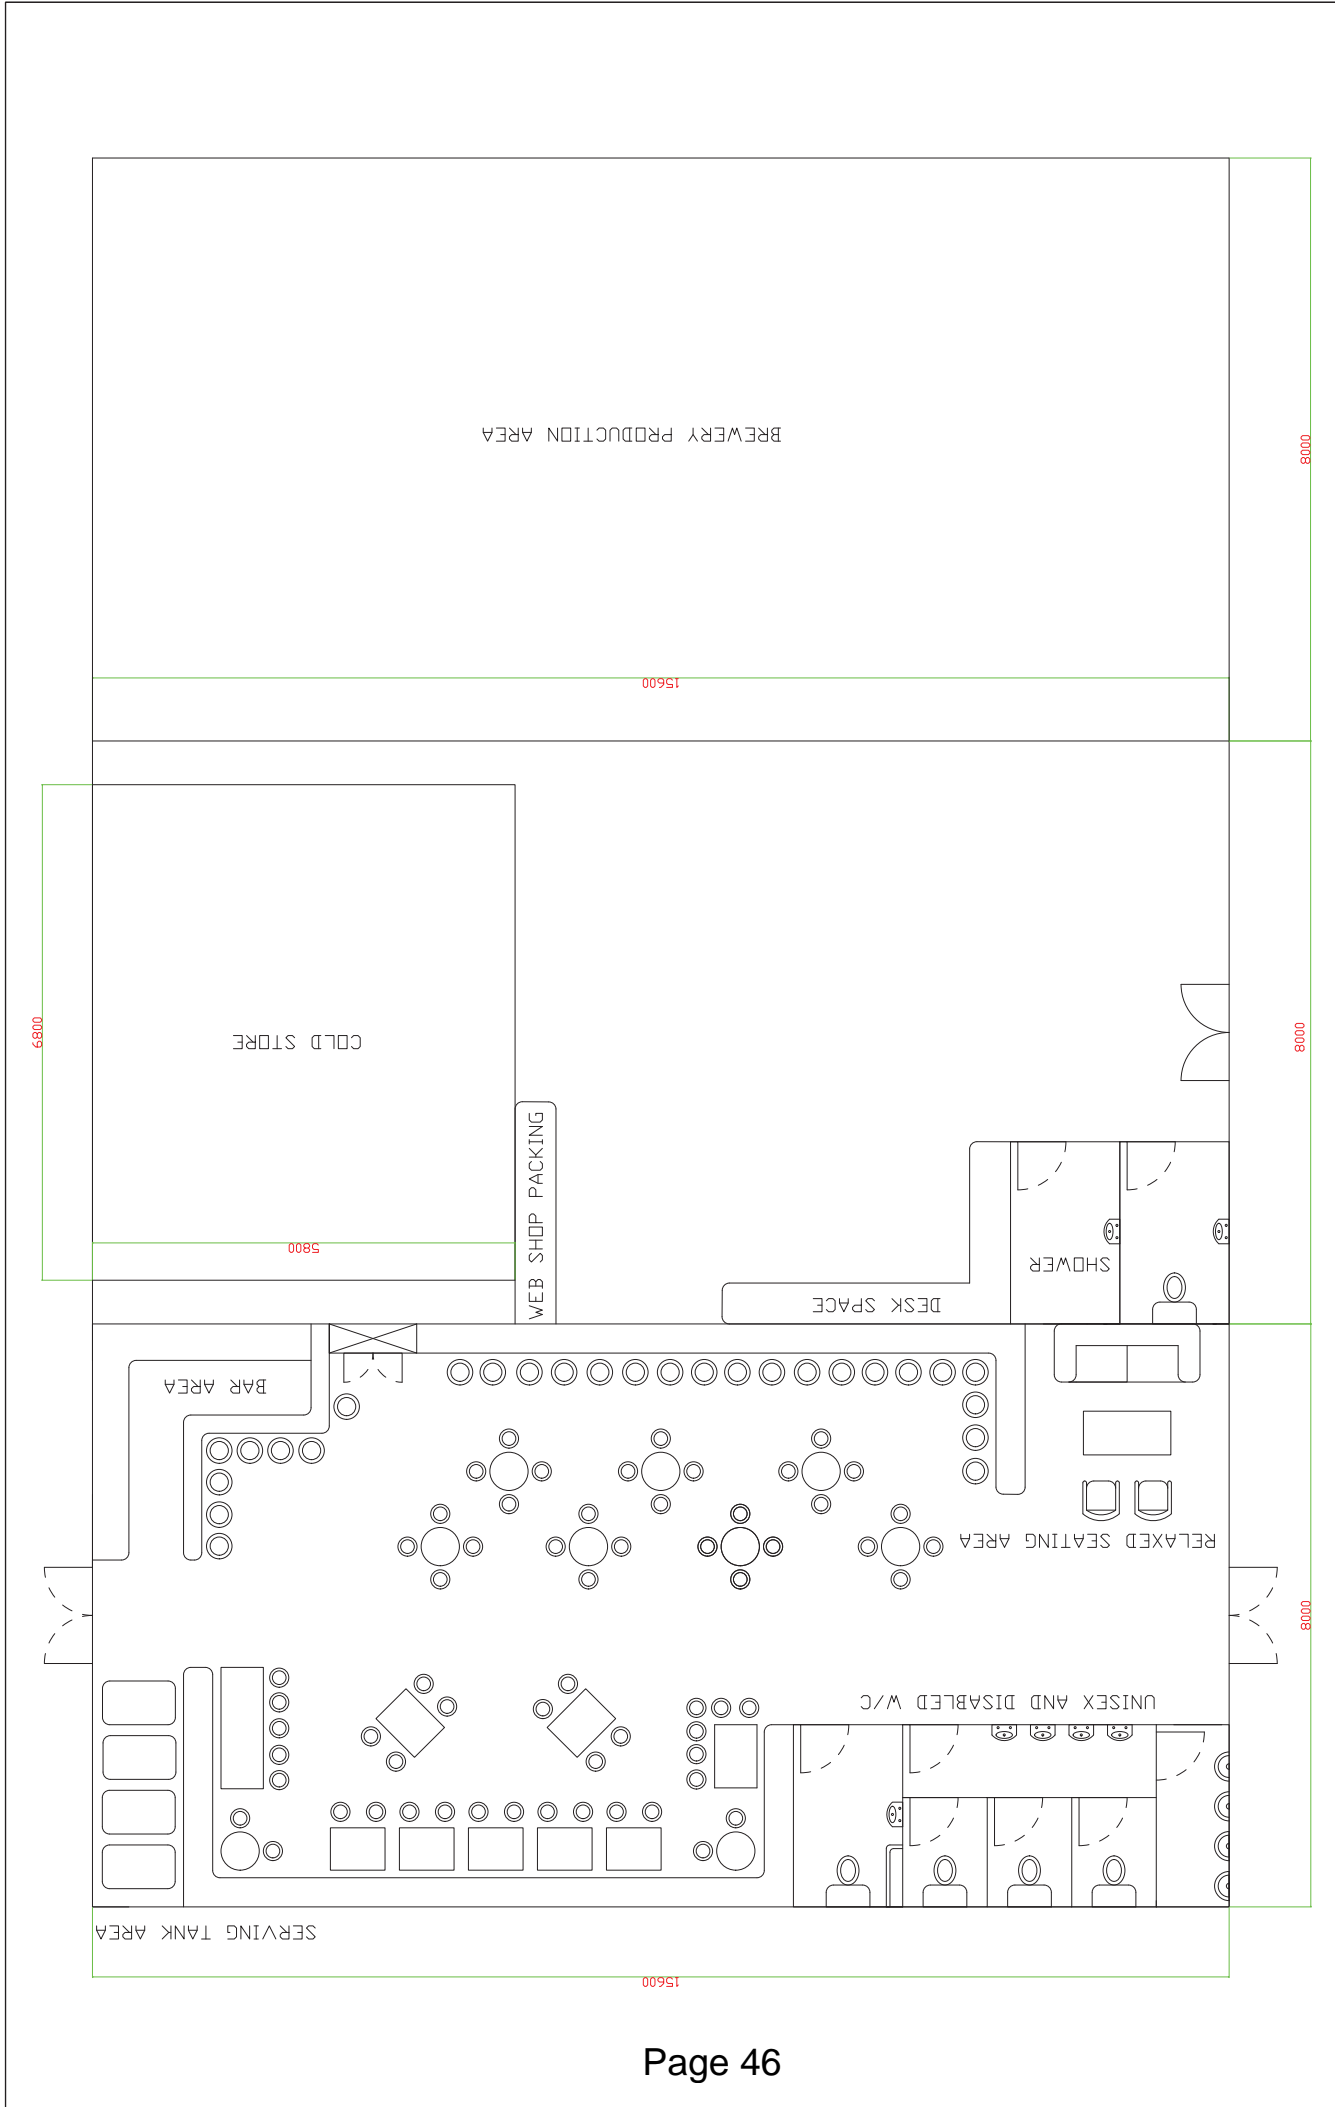 BREWERY PRODUCTION AREA
8000
15600
6800
COLD STORE
8000
WEB SHOP PACKING
5800
SHOWER
DESK SPACE
BAR AREA
RELAXED SEATING AREA
8000
UNISEX AND DISABLED W/C
SERVING TANK AREA
15600
Page 46